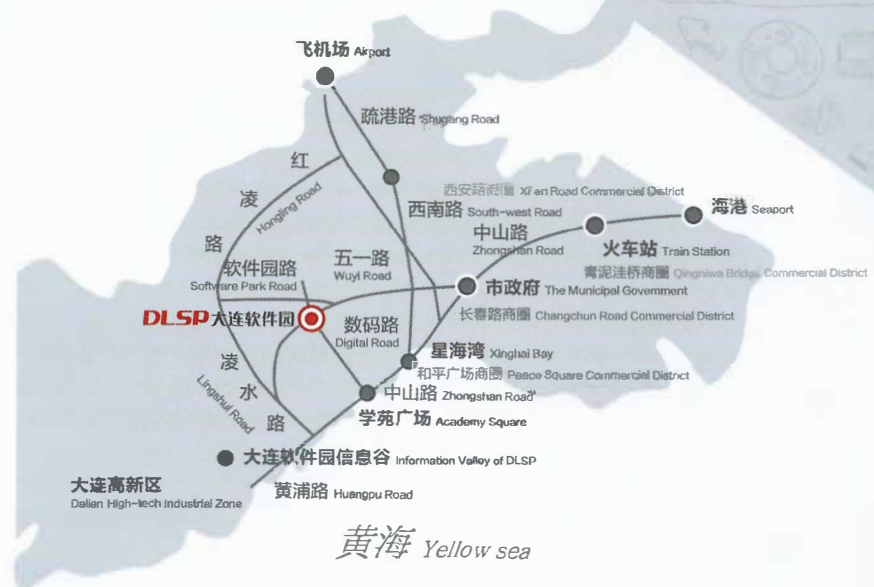 飞机场 Airport
疏港路 Shugang Road
红
凌
路
Hongling Road
西安路商圈 Xi'an Road Commercial District
西南路 South-west Road
海港 Seaport
中山路
Zhongshan Road
火车站 Train Station
青泥洼桥商圈 Qingniwa Bridge Commercial District
五一路
Wuyi Road
软件园路
Software Park Road
市政府 The Municipal Government
DLSP大连软件园
长春路商圈 Changchun Road Commercial District
数码路
Digital Road
星海湾 Xinghai Bay
和平广场商圈 Peace Square Commercial District
凌
水
路
Lingshui Road
中山路 Zhongshan Road
学苑广场 Academy Square
大连软件园信息谷 Information Valley of DLSP
大连高新区
Dalian High-tech Industrial Zone
黄浦路 Huangpu Road
黄海 Yellow sea